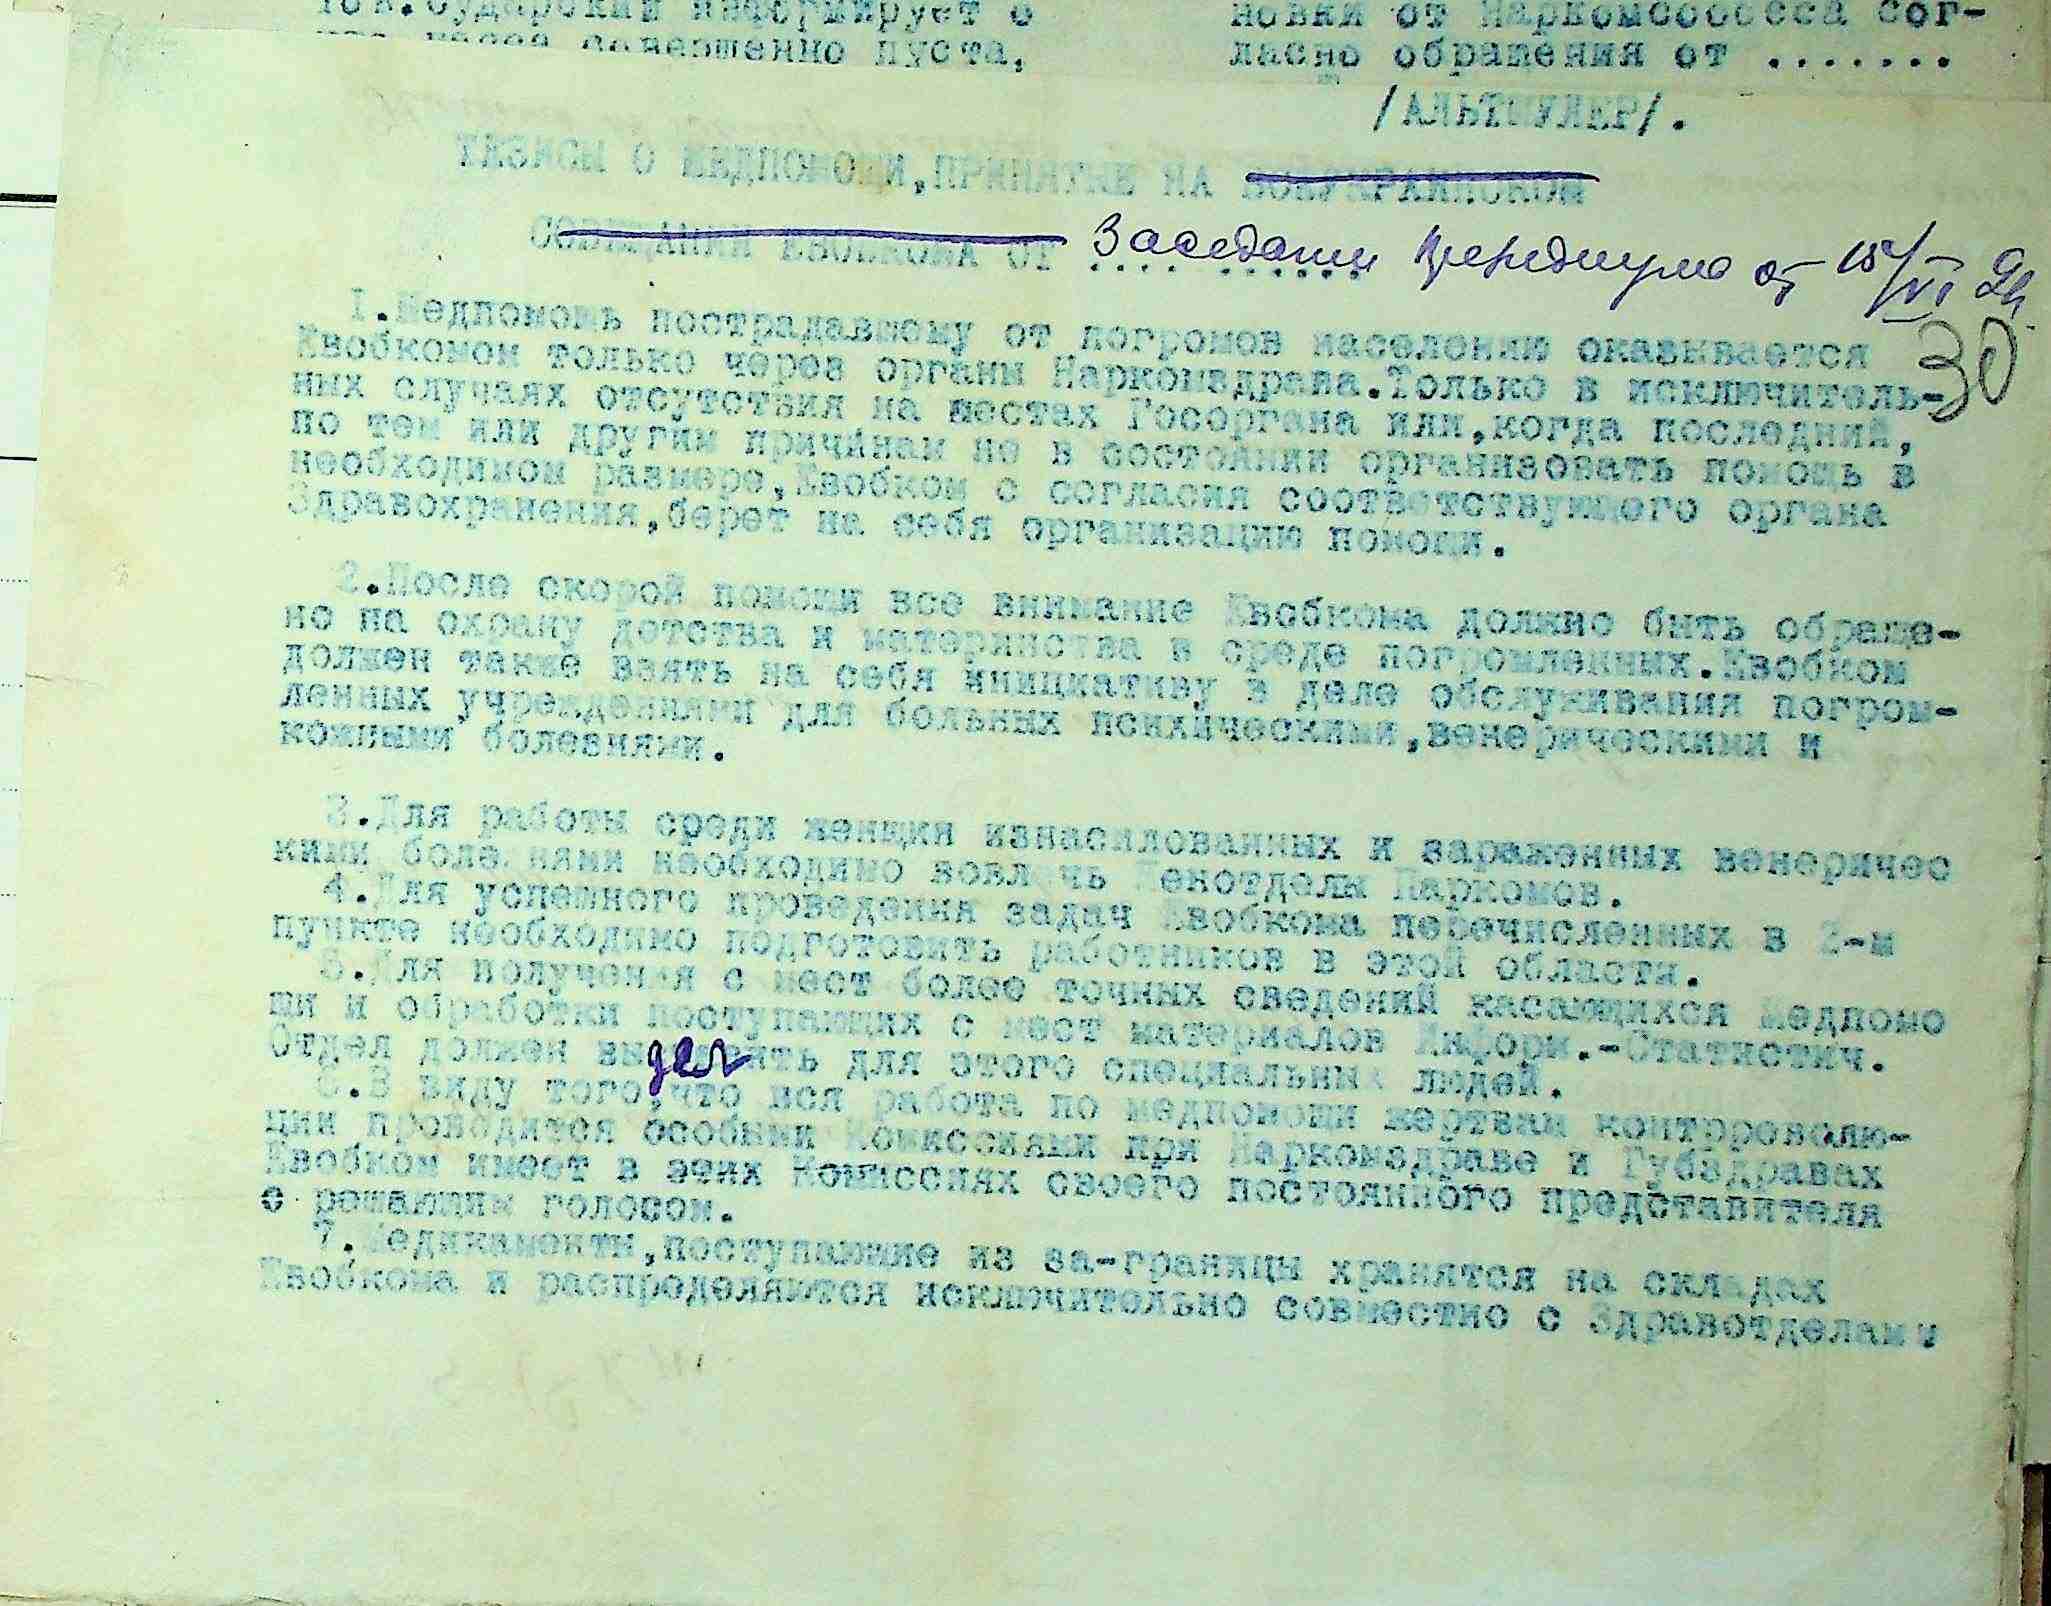 тов.Сударский информирует о
касса совершенно пуста,
новки от Наркомсобеса сог-
ласно обращения от .......
/АЛЬТШУЛЕР/.
ТЕЗИСЫ О МЕДПОМОЩИ,ПРИНЯТЫЕ НА ВСЕУКРАИНСКОМ
СОВЕЩАНИИ ЕВОБКОМА ОТ .... ...... Заседании Президиума от 15/VI 21
30
I.Медпомощь пострадавшему от погромов населению оказывается
Евобкомом только через органы Наркомздрава.Только в исключитель-
ных случаях отсутствия на местах Госоргана или,когда последний,
по тем или другим причинам не в состоянии организовать помощь в
необходимом размере,Евобком с согласия соответствующего органа
Здравохранения,берет на себя организацию помощи.
2.После скорой помощи все внимание Евобкома должно быть обраще-
но на охрану детства и материнства в среде погромленных.Евобком
должен также взять на себя инициативу в деле обслуживания погром-
ленных учреждениями для больных психическими,венерическими и
кожными болезнями.
3.Для работы среди женщин изнасилованных и зараженных венеричес
кими болезнями необходимо вовлечь Женотделы Наркомов.
4.Для успешного проведения задач Евобкома перечисленных в 2-м
пункте необходимо подготовить работников в этой области.
5.Для получения с мест более точных сведений касающихся Медпомо
щи и обработки поступающих с мест материалов Информ.-Статистич.
Отдел должен выделить для этого специальных людей.
6.В виду того,что вся работа по медпомощи жертвам контрреволю-
ции проводится особыми Комиссиями при Наркомздраве и Губздравах
Евобком имеет в этих Комиссиях своего постоянного представителя
с решающим голосом.
7.Медикаменты,поступающие из за-границы хранятся на складах
Евобкома и распределяются исключительно совместно с Здравотделами